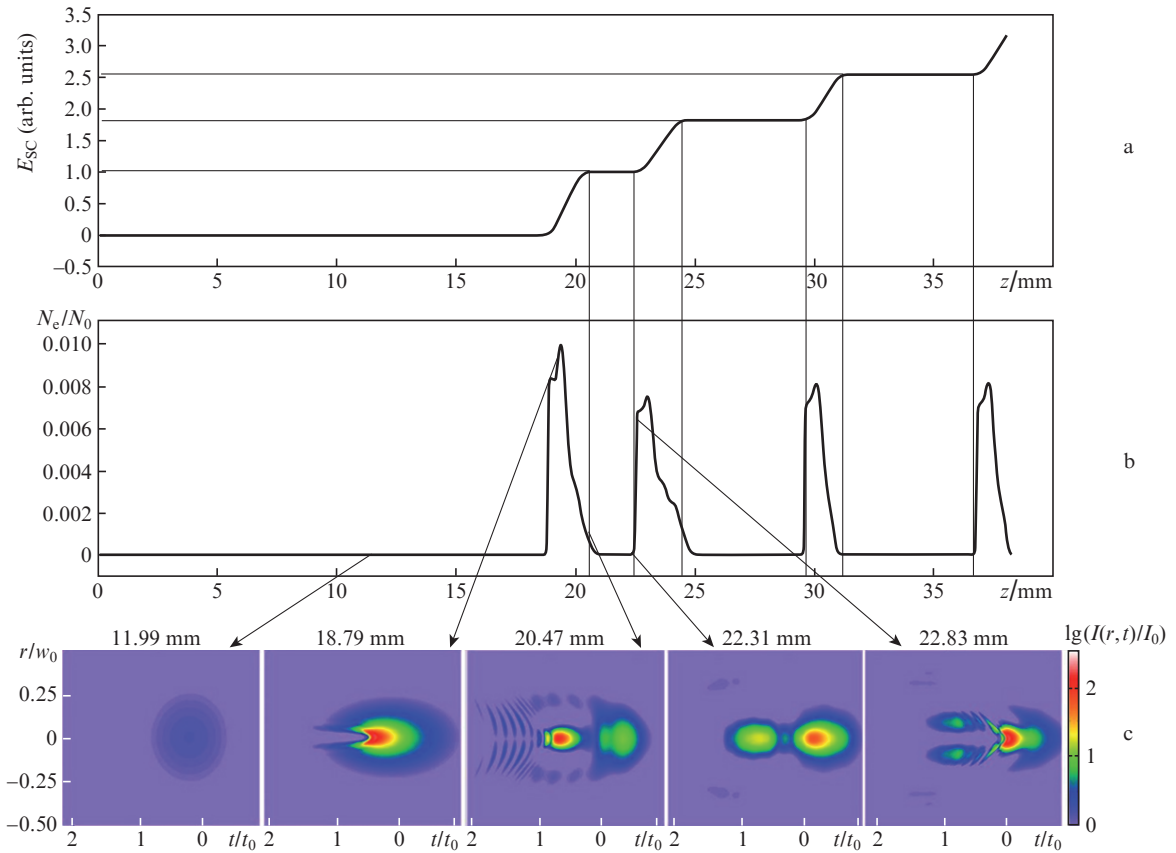 3.5
3.0
2.5
2.0
1.5
1.0
0.5
0
−0.5
E_SC (arb. units)
a
0 5 10 15 20 25 30 35 z/mm
N_e/N_0
0.010
0.008
0.006
0.004
0.002
0
b
0 5 10 15 20 25 30 35 z/mm
11.99 mm 18.79 mm 20.47 mm 22.31 mm 22.83 mm lg(I(r, t)/I_0)
r/w_0
0.25
0
−0.25
−0.50
2
1
0
c
2 1 0 t/t_0 2 1 0 t/t_0 2 1 0 t/t_0 2 1 0 t/t_0 2 1 0 t/t_0